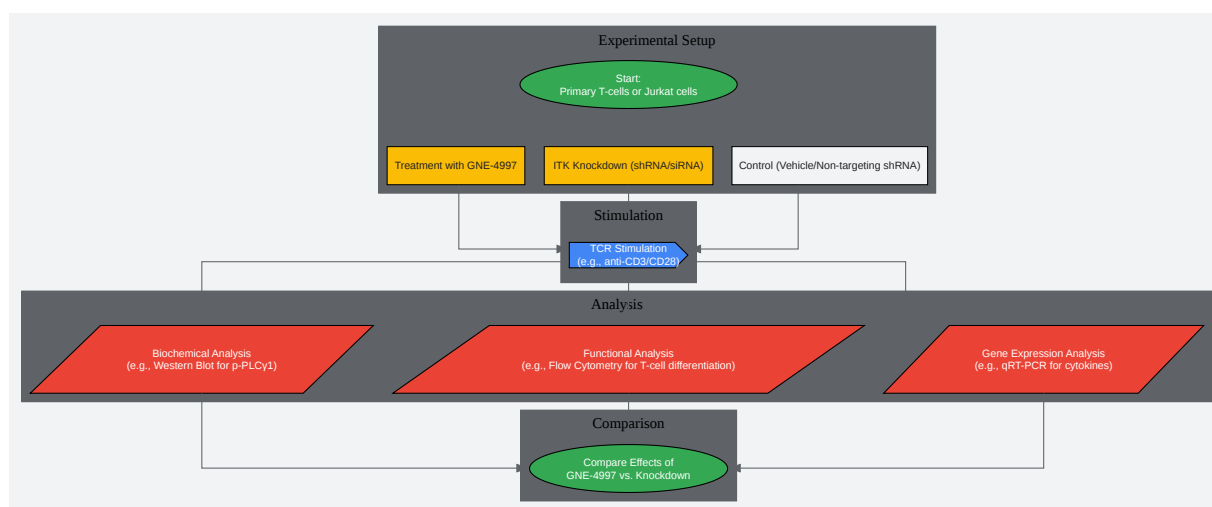 Experimental Setup
Start:
Primary T-cells or Jurkat cells
Treatment with GNE-4997
ITK Knockdown (shRNA/siRNA)
Control (Vehicle/Non-targeting shRNA)
Stimulation
TCR Stimulation
(e.g., anti-CD3/CD28)
Analysis
Biochemical Analysis
(e.g., Western Blot for p-PLCγ1)
Functional Analysis
(e.g., Flow Cytometry for T-cell differentiation)
Gene Expression Analysis
(e.g., qRT-PCR for cytokines)
Comparison
Compare Effects of
GNE-4997 vs. Knockdown